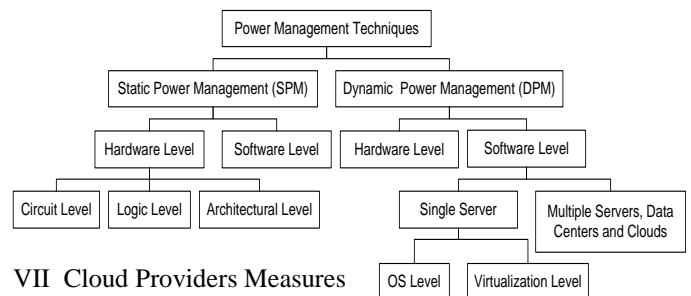 Power Management Techniques
Static Power Management (SPM)
Dynamic Power Management (DPM)
Hardware Level
Software Level
Hardware Level
Software Level
Circuit Level
Logic Level
Architectural Level
Single Server
Multiple Servers, Data
Centers and Clouds
VII Cloud Providers Measures
OS Level
Virtualization Level